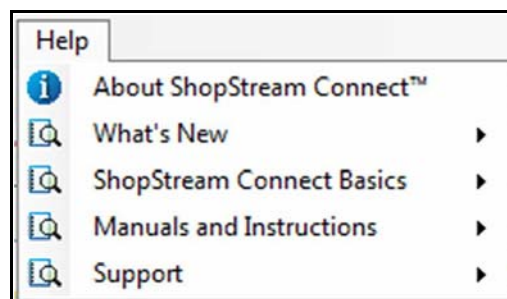 Help
About ShopStream Connect™
What's New
ShopStream Connect Basics
Manuals and Instructions
Support